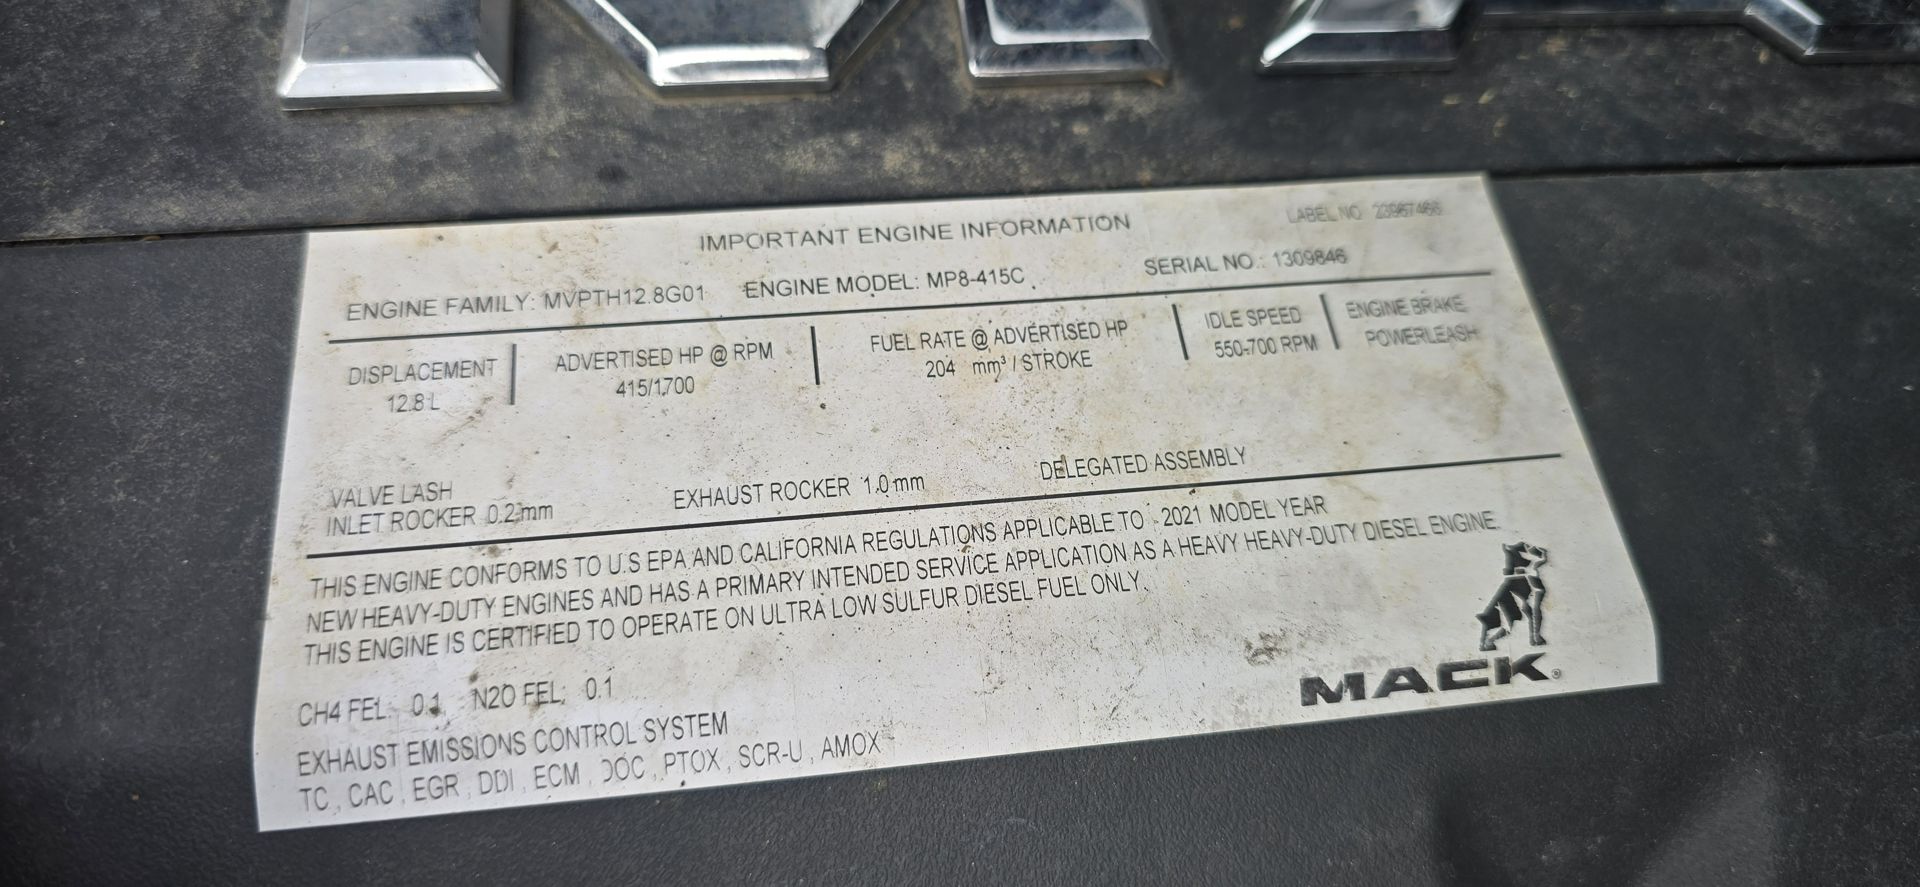 IMPORTANT ENGINE INFORMATION
LABEL NO 23967466
ENGINE FAMILY: MVPTH12.8G01 ENGINE MODEL: MP8-415C SERIAL NO.: 1309846
DISPLACEMENT
12.8 L
ADVERTISED HP @ RPM
415/1700
FUEL RATE @ ADVERTISED HP
204 mm³ / STROKE
IDLE SPEED
550-700 RPM
ENGINE BRAKE
POWERLEASH
VALVE LASH
INLET ROCKER 0.2 mm EXHAUST ROCKER 1.0 mm DELEGATED ASSEMBLY
THIS ENGINE CONFORMS TO U.S EPA AND CALIFORNIA REGULATIONS APPLICABLE TO 2021 MODEL YEAR
NEW HEAVY-DUTY ENGINES AND HAS A PRIMARY INTENDED SERVICE APPLICATION AS A HEAVY HEAVY-DUTY DIESEL ENGINE.
THIS ENGINE IS CERTIFIED TO OPERATE ON ULTRA LOW SULFUR DIESEL FUEL ONLY.
CH4 FEL: 0.1 N2O FEL: 0.1
EXHAUST EMISSIONS CONTROL SYSTEM
TC , CAC , EGR , DDI , ECM , DOC , PTOX , SCR-U , AMOX
MACK®